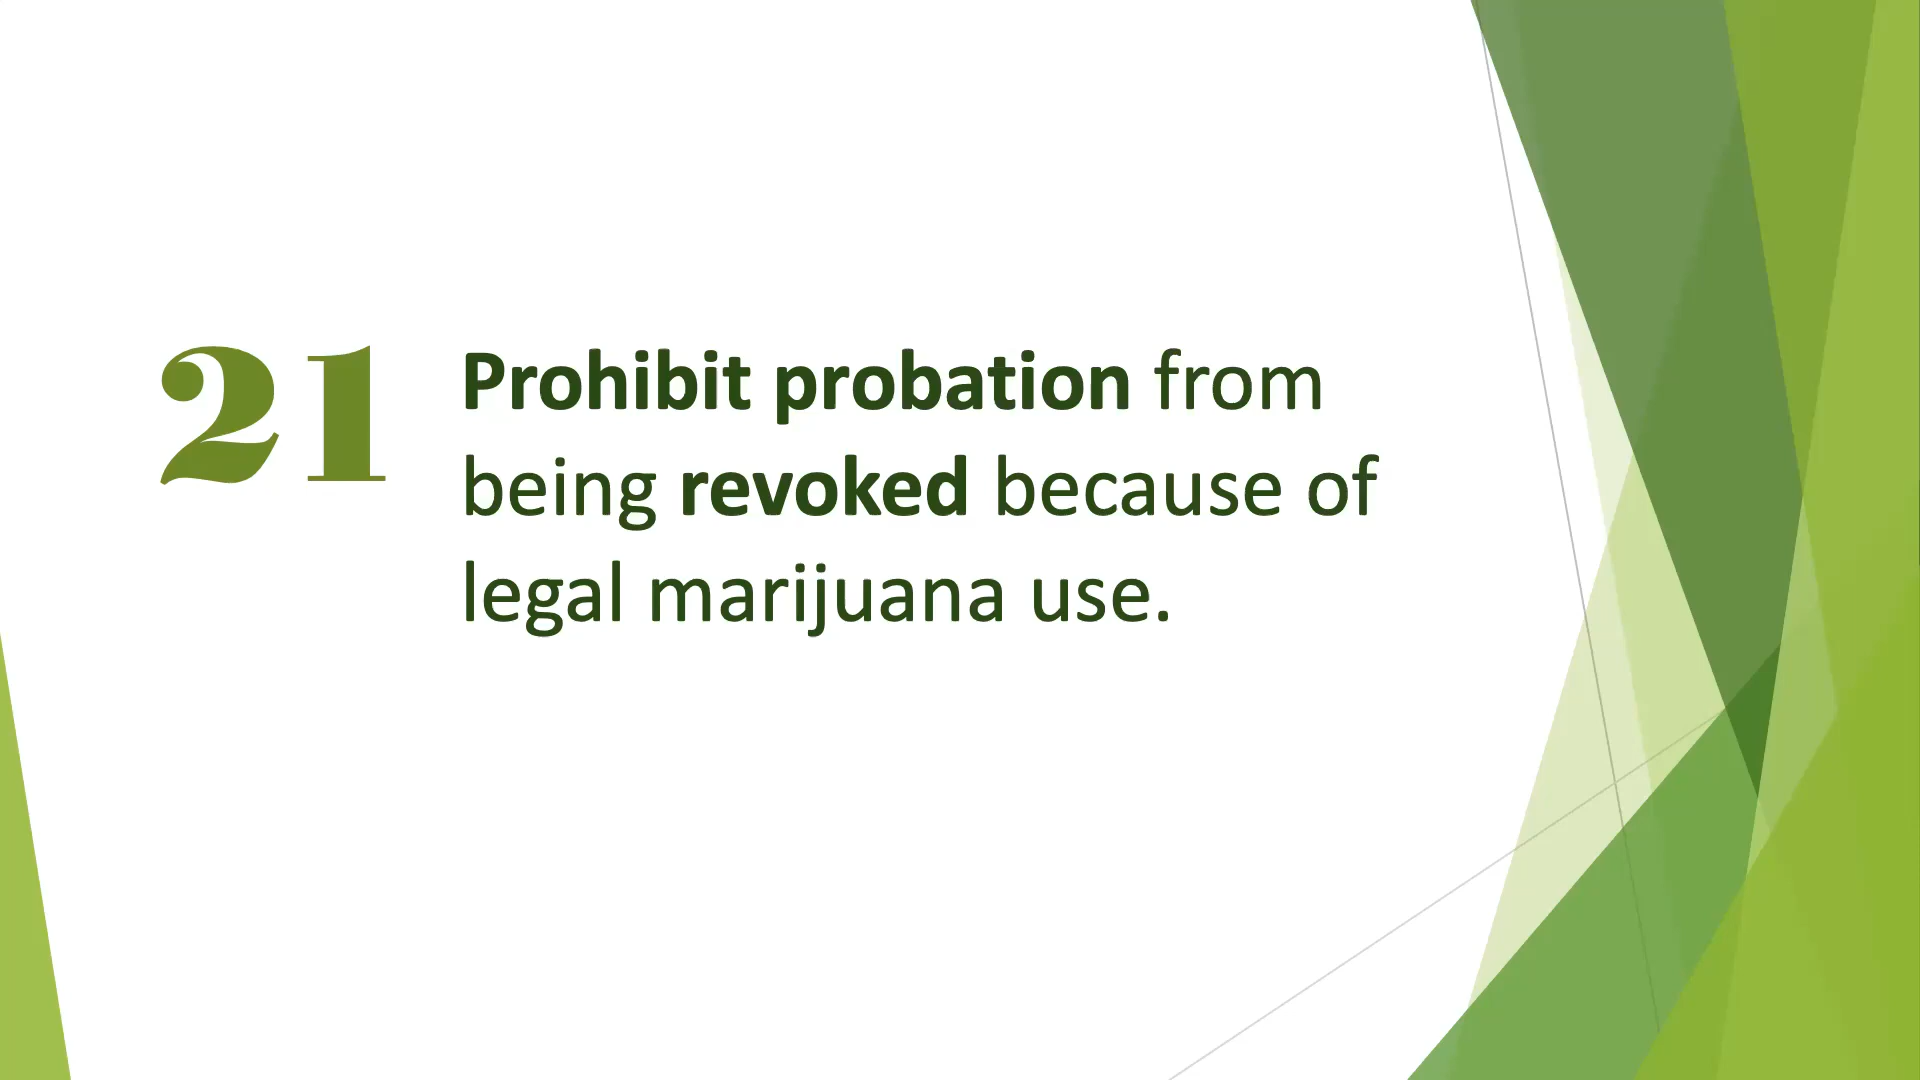 21
Prohibit probation from
being revoked because of
legal marijuana use.